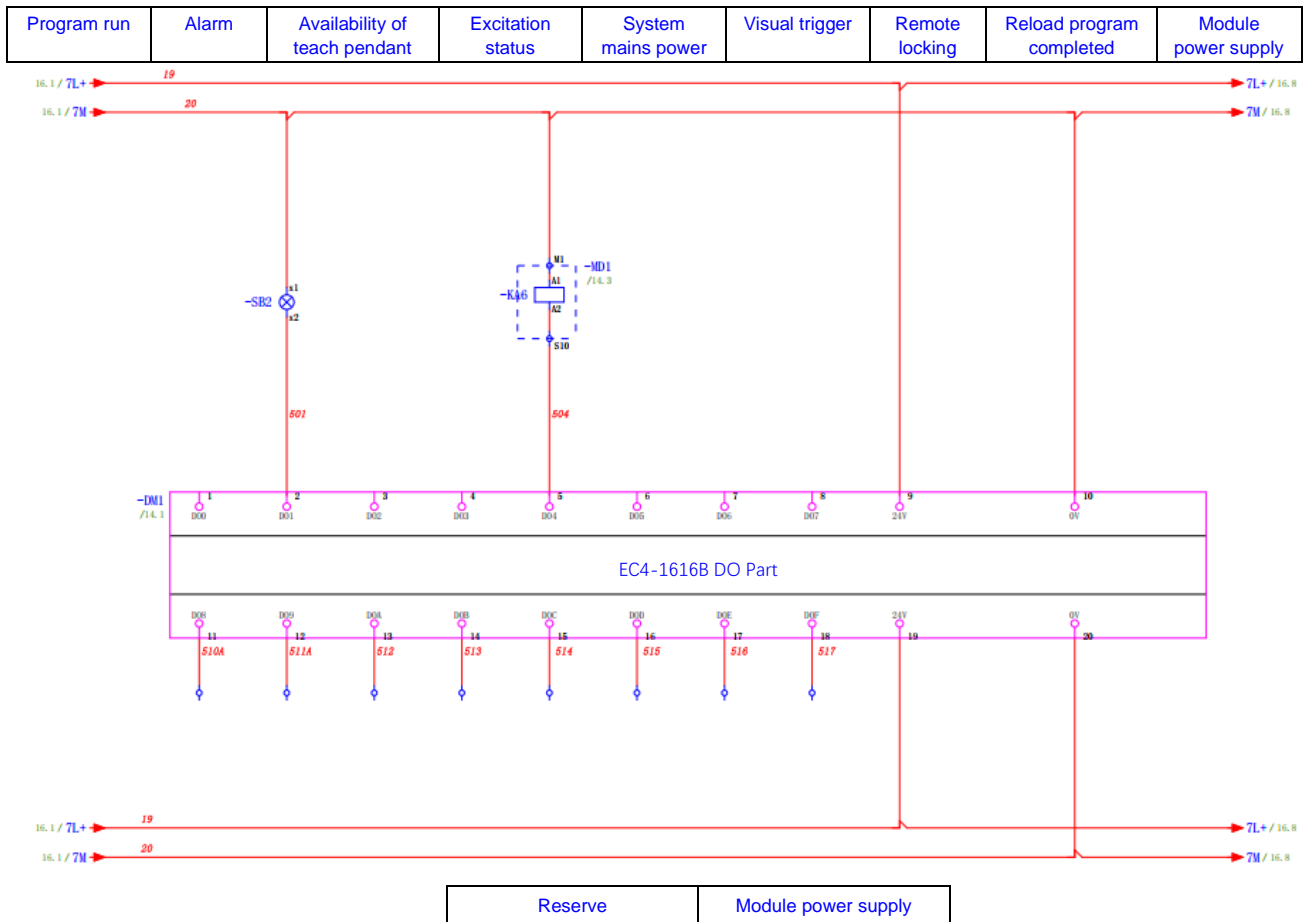 Program run
Alarm
Availability of
teach pendant
Excitation
status
System
mains power
Visual trigger
Remote
locking
Reload program
completed
Module
power supply
16.1 / 7L+
19
7L+ / 16.8
16.1 / 7M
20
7M / 16.8
M1
-MD1
/14.3
A1
-KA6
A2
S10
x1
-SB2
x2
501
504
-DM1
/14.1
1
2
3
4
5
6
7
8
9
10
DO0
DO1
DO2
DO3
DO4
DO5
DO6
DO7
24V
0V
EC4-1616B DO Part
DO8
DO9
DOA
DOB
DOC
DOD
DOE
DOF
24V
0V
11
12
13
14
15
16
17
18
19
20
510A
511A
512
513
514
515
516
517
16.1 / 7L+
19
7L+ / 16.8
16.1 / 7M
20
7M / 16.8
Reserve
Module power supply